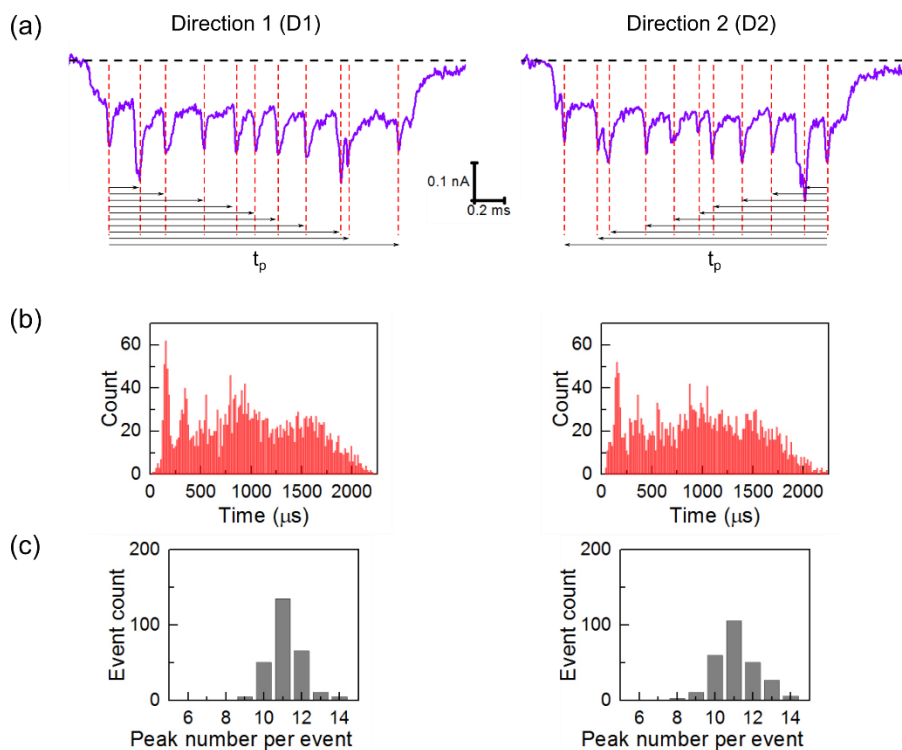 (a)
Direction 1 (D1)
Direction 2 (D2)
0.1 nA
0.2 ms
tp
tp
(b)
60
40
20
0
Count
0 500 1000 1500 2000
Time (μs)
60
40
20
0
Count
0 500 1000 1500 2000
Time (μs)
(c)
200
100
0
Event count
6 8 10 12 14
Peak number per event
200
100
0
Event count
6 8 10 12 14
Peak number per event